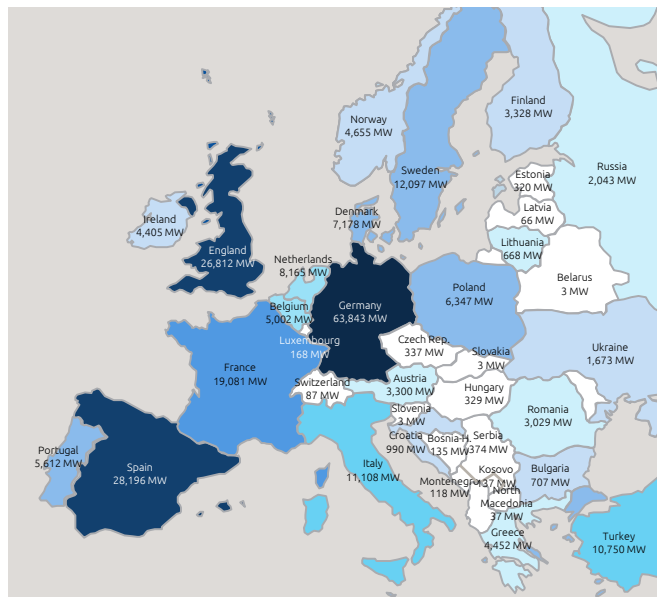 Finland
3,328 MW
Norway
4,655 MW
Russia
2,043 MW
Sweden
12,097 MW
Estonia
320 MW
Latvia
66 MW
Denmark
7,178 MW
Ireland
4,405 MW
Lithuania
668 MW
England
26,812 MW
Netherlands
8,165 MW
Belarus
3 MW
Poland
6,347 MW
Belgium
5,002 MW
Germany
63,843 MW
Luxembourg
168 MW
Czech Rep.
337 MW
Ukraine
1,673 MW
Slovakia
3 MW
France
19,081 MW
Switzerland
87 MW
Austria
3,300 MW
Hungary
329 MW
Slovenia
3 MW
Romania
3,029 MW
Croatia
990 MW
Bosnia-H.
135 MW
Serbia
374 MW
Portugal
5,612 MW
Spain
28,196 MW
Italy
11,108 MW
Kosovo
137 MW
Bulgaria
707 MW
Montenegro
118 MW
North
Macedonia
37 MW
Greece
4,452 MW
Turkey
10,750 MW